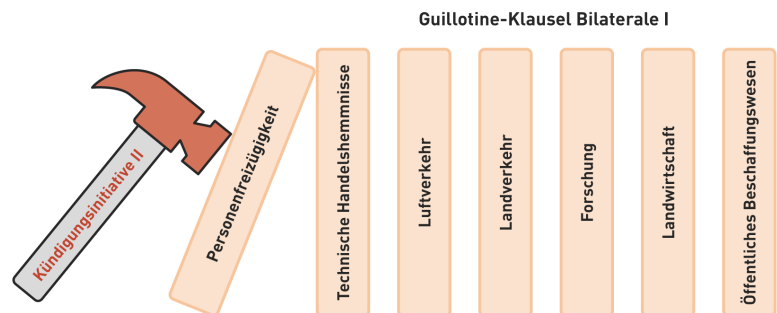 Guillotine-Klausel Bilaterale I
Kündigungsinitiative II
Personenfreizügigkeit
Technische Handelshemmnisse
Luftverkehr
Landverkehr
Forschung
Landwirtschaft
Öffentliches Beschaffungswesen